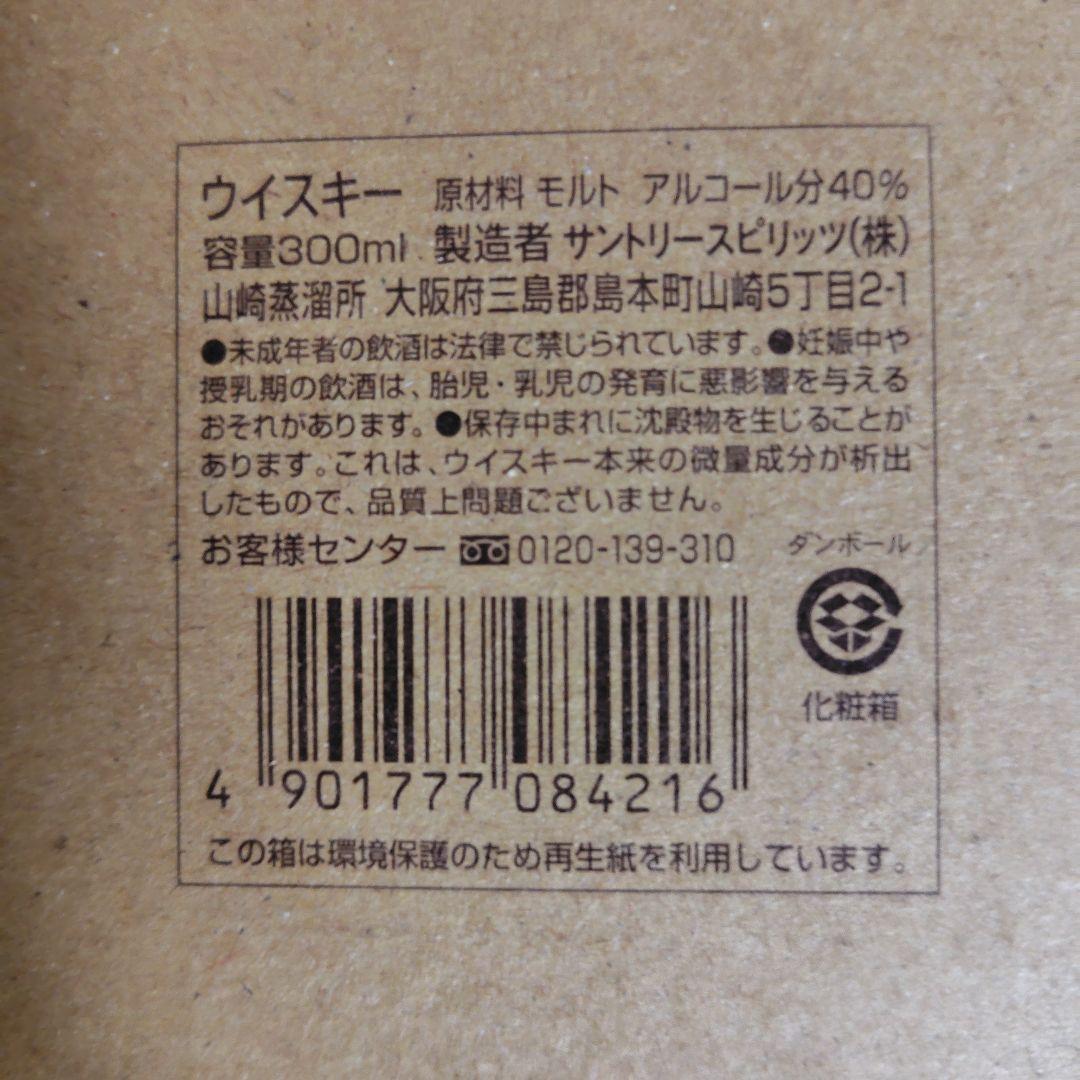 ウイスキー 原材料 モルト アルコール分40%
容量300ml 製造者 サントリースピリッツ(株)
山崎蒸溜所 大阪府三島郡島本町山崎5丁目2-1
●未成年者の飲酒は法律で禁じられています。●妊娠中や
授乳期の飲酒は、胎児・乳児の発育に悪影響を与える
おそれがあります。●保存中まれに沈殿物を生じることが
あります。これは、ウイスキー本来の微量成分が析出
したもので、品質上問題ございません。
お客様センター 0120-139-310
ダンボール
化粧箱
4 901777 084216
この箱は環境保護のため再生紙を利用しています。